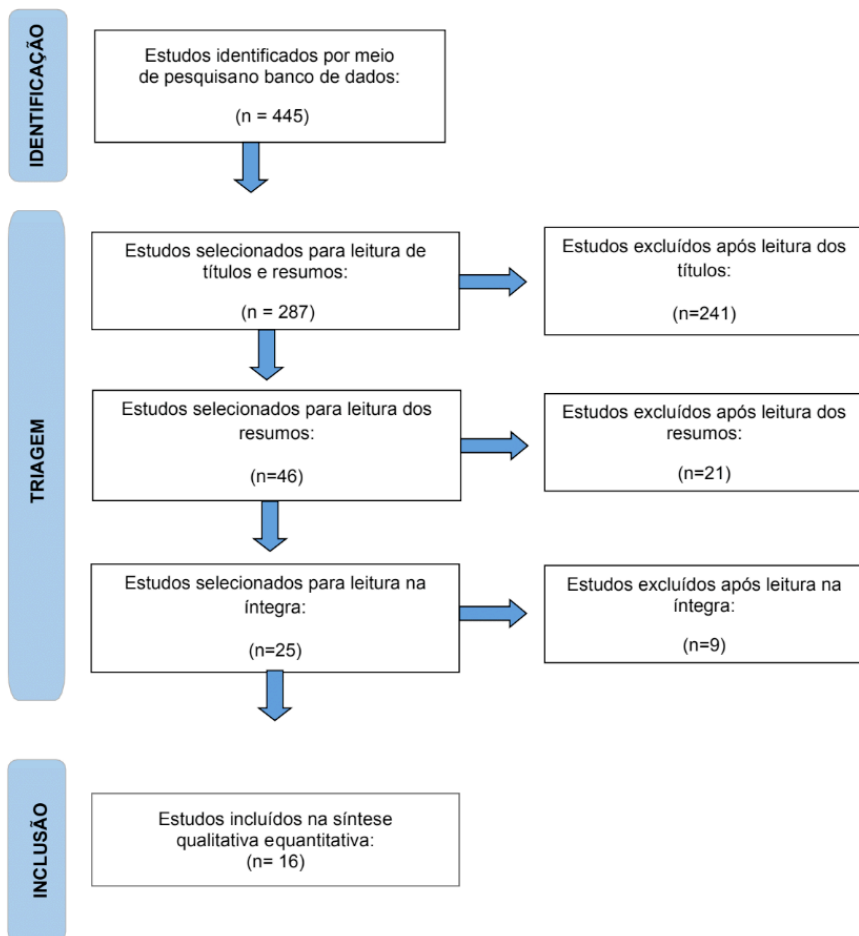 IDENTIFICAÇÃO
Estudos identificados por meio
de pesquisano banco de dados:
(n = 445)
TRIAGEM
Estudos selecionados para leitura de
títulos e resumos:
(n = 287)
Estudos excluídos após leitura dos
títulos:
(n=241)
Estudos selecionados para leitura dos
resumos:
(n=46)
Estudos excluídos após leitura dos
resumos:
(n=21)
Estudos selecionados para leitura na
íntegra:
(n=25)
Estudos excluídos após leitura na
íntegra:
(n=9)
INCLUSÃO
Estudos incluídos na síntese
qualitativa equantitativa:
(n= 16)